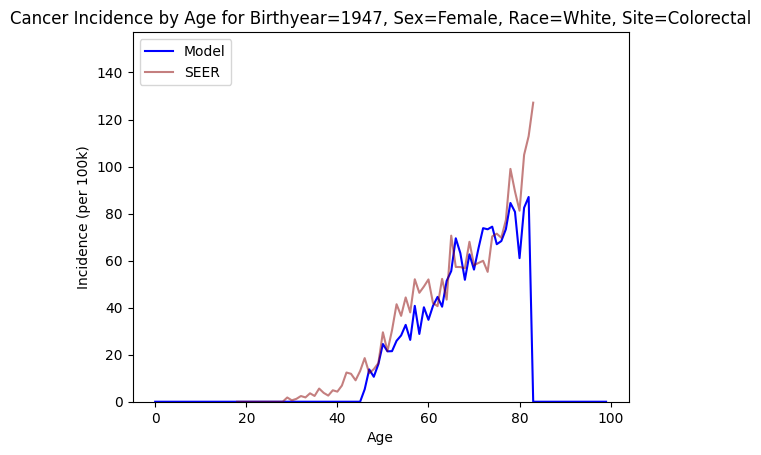 Cancer Incidence by Age for Birthyear=1947, Sex=Female, Race=White, Site=Colorectal
Model
SEER
140
120
100
80
60
40
20
0
Incidence (per 100k)
0 20 40 60 80 100
Age